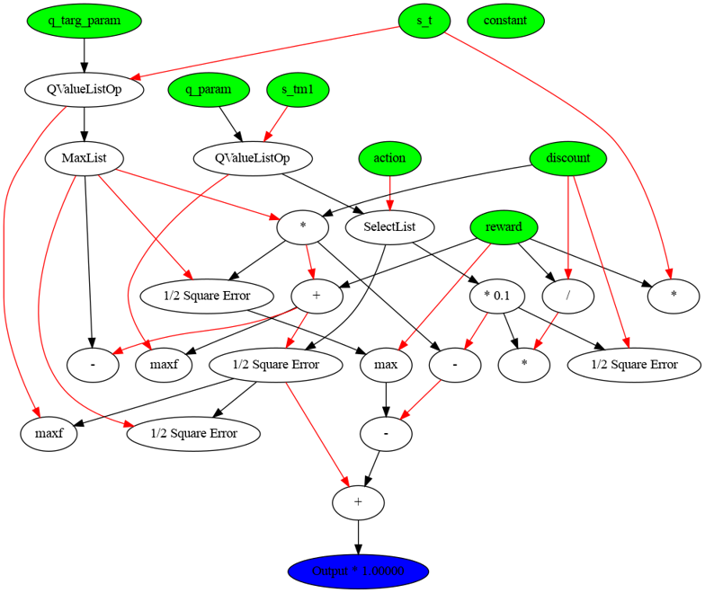 q_targ_param
s_t
constant
QValueListOp
q_param
s_tm1
MaxList
QValueListOp
action
discount
*
SelectList
reward
1/2 Square Error
+
* 0.1
/
*
-
maxf
1/2 Square Error
max
-
*
1/2 Square Error
maxf
1/2 Square Error
-
+
Output * 1.00000